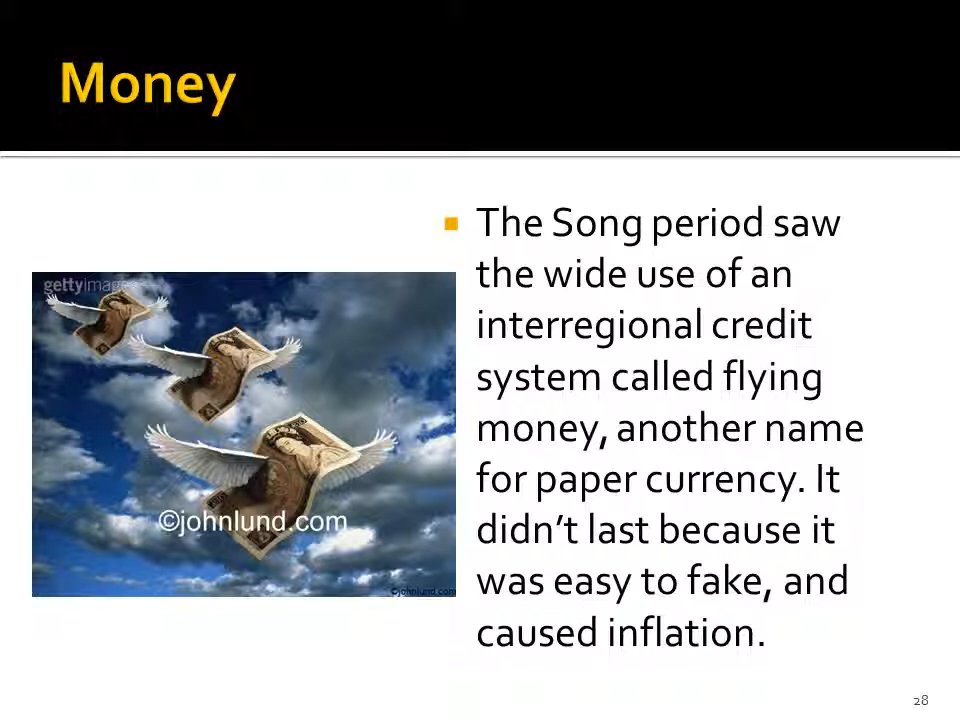 Money
The Song period saw
the wide use of an
interregional credit
system called flying
money, another name
for paper currency. It
didn’t last because it
was easy to fake, and
caused inflation.
gettyimages
©johnlund.com
©johnlund.com
28